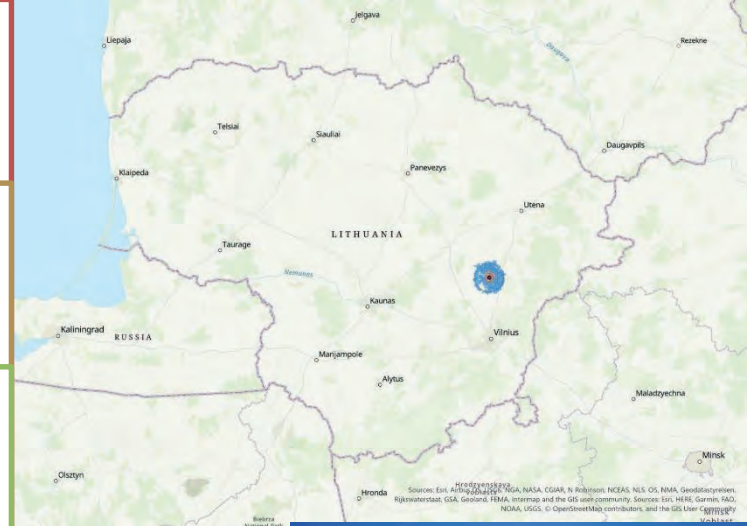 Jelgava
Liepaja
Rezekne
Daugava
Telsiai
Siauliai
Daugavpils
Panevezys
Klaipeda
Utena
LITHUANIA
Taurage
Nemunas
Kaunas
Kaliningrad
RUSSIA
Vilnius
Marijampole
Alytus
Maladzyechna
Minsk
Olsztyn
Hrodna
Sources: Esri, Airbus DS, USGS, NGA, NASA, CGIAR, N Robinson, NCEAS, NLS, OS, NMA, Geodatastyrelsen,
Rijkswaterstaat, GSA, Geoland, FEMA, Intermap and the GIS user community, Sources: Esri, HERE, Garmin, FAO,
NOAA, USGS, © OpenStreetMap contributors, and the GIS User Community